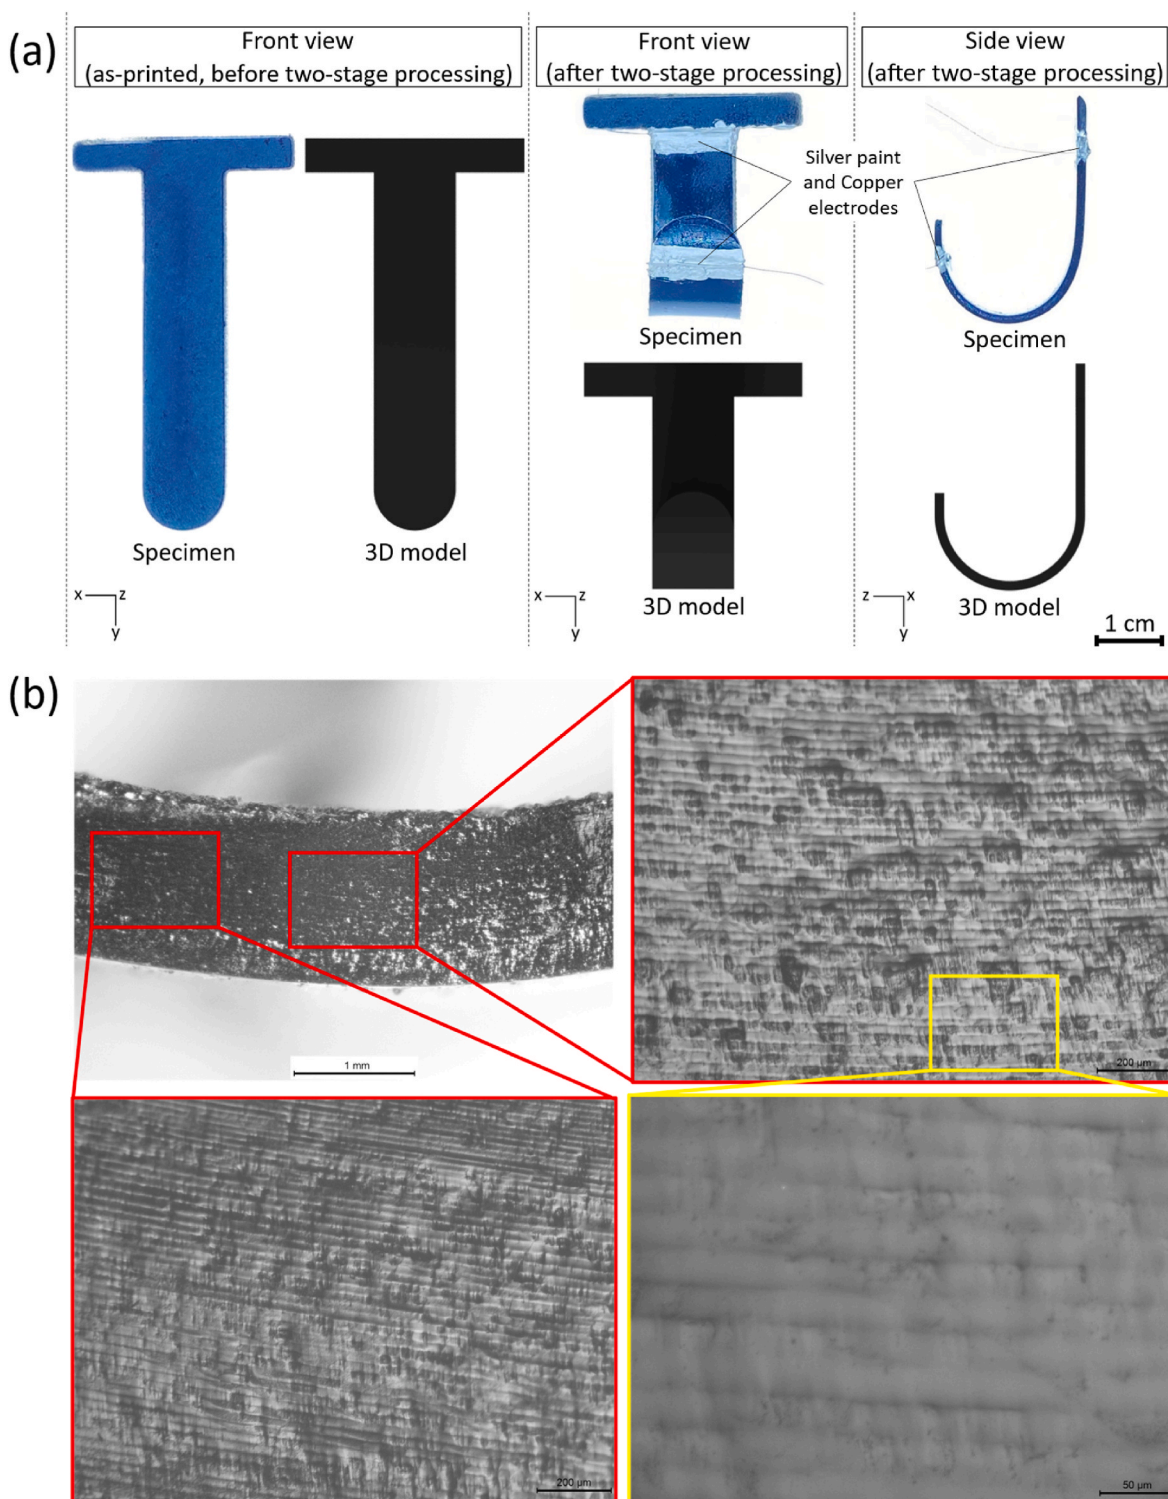 (a)
Front view
(as-printed, before two-stage processing)
Front view
(after two-stage processing)
Side view
(after two-stage processing)
Silver paint
and Copper
electrodes
Specimen
3D model
Specimen
Specimen
3D model
3D model
x
z
y
x
z
y
z
x
y
1 cm
(b)
1 mm
200 µm
200 µm
50 µm